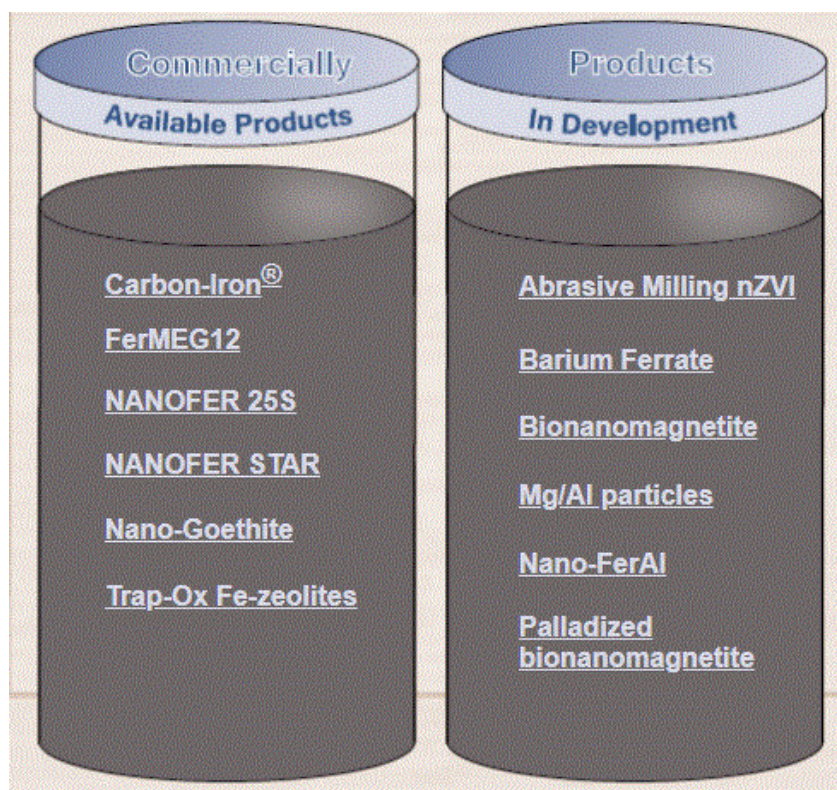 Commercially
Available Products
Carbon-Iron®
FerMEG12
NANOFER 25S
NANOFER STAR
Nano-Goethite
Trap-Ox Fe-zeolites
Products
In Development
Abrasive Milling nZVI
Barium Ferrate
Bionanomagnetite
Mg/Al particles
Nano-FerAl
Palladized
bionanomagnetite